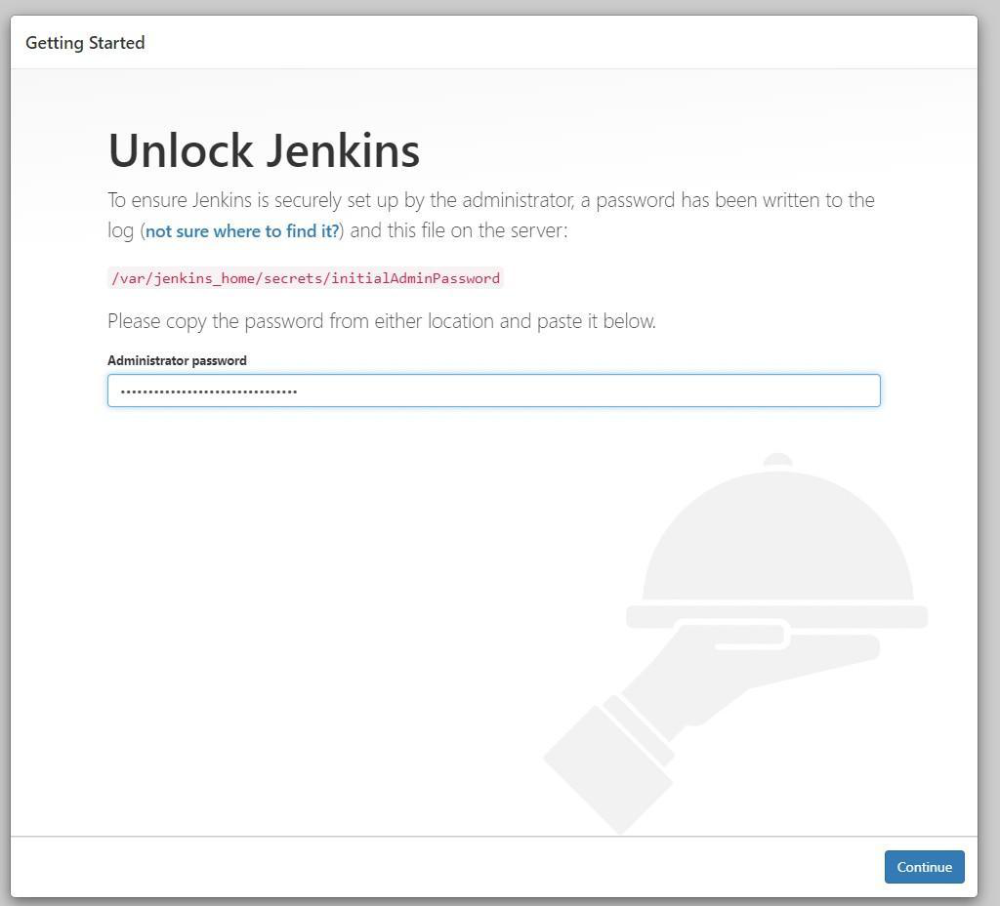 Getting Started
Unlock Jenkins
To ensure Jenkins is securely set up by the administrator, a password has been written to the
log (not sure where to find it?) and this file on the server:
/var/jenkins_home/secrets/initialAdminPassword
Please copy the password from either location and paste it below.
Administrator password
Continue